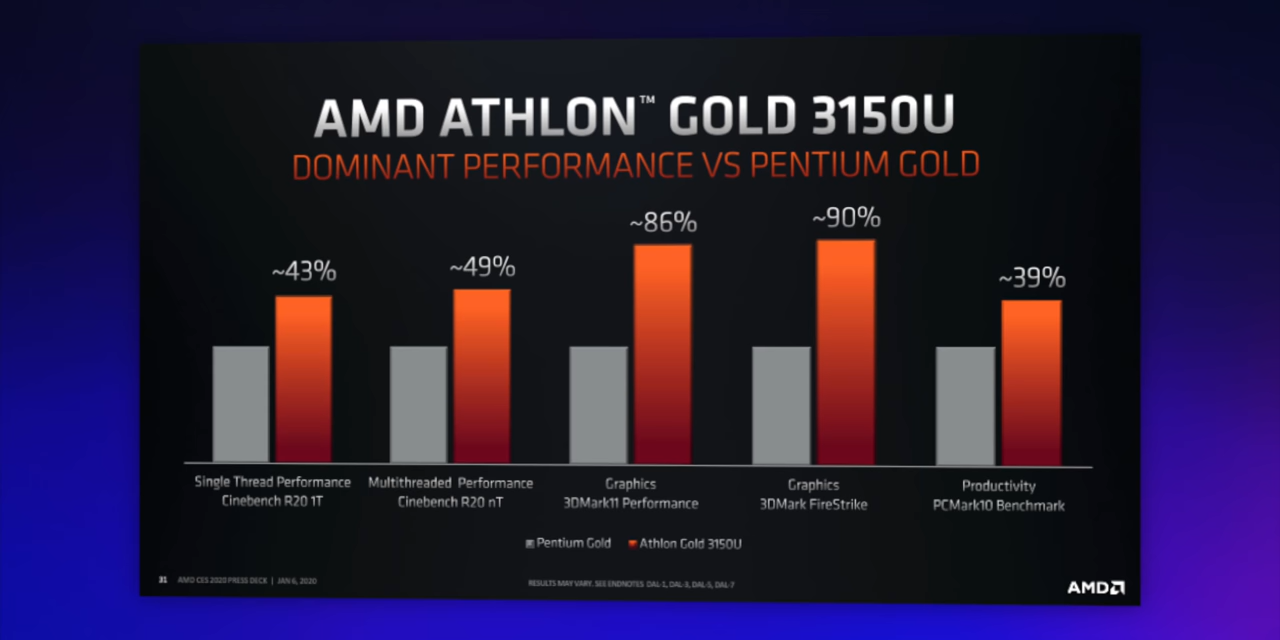 AMD ATHLON™ GOLD 3150U
DOMINANT PERFORMANCE VS PENTIUM GOLD
~43%
~49%
~86%
~90%
~39%
Single Thread Performance
Cinebench R20 1T
Multithreaded Performance
Cinebench R20 nT
Graphics
3DMark11 Performance
Graphics
3DMark FireStrike
Productivity
PCMark10 Benchmark
Pentium Gold
Athlon Gold 3150U
31 AMD CES 2020 PRESS DECK | JAN 6, 2020
RESULTS MAY VARY. SEE ENDNOTES DAL-1, DAL-3, DAL-5, DAL-7
AMD